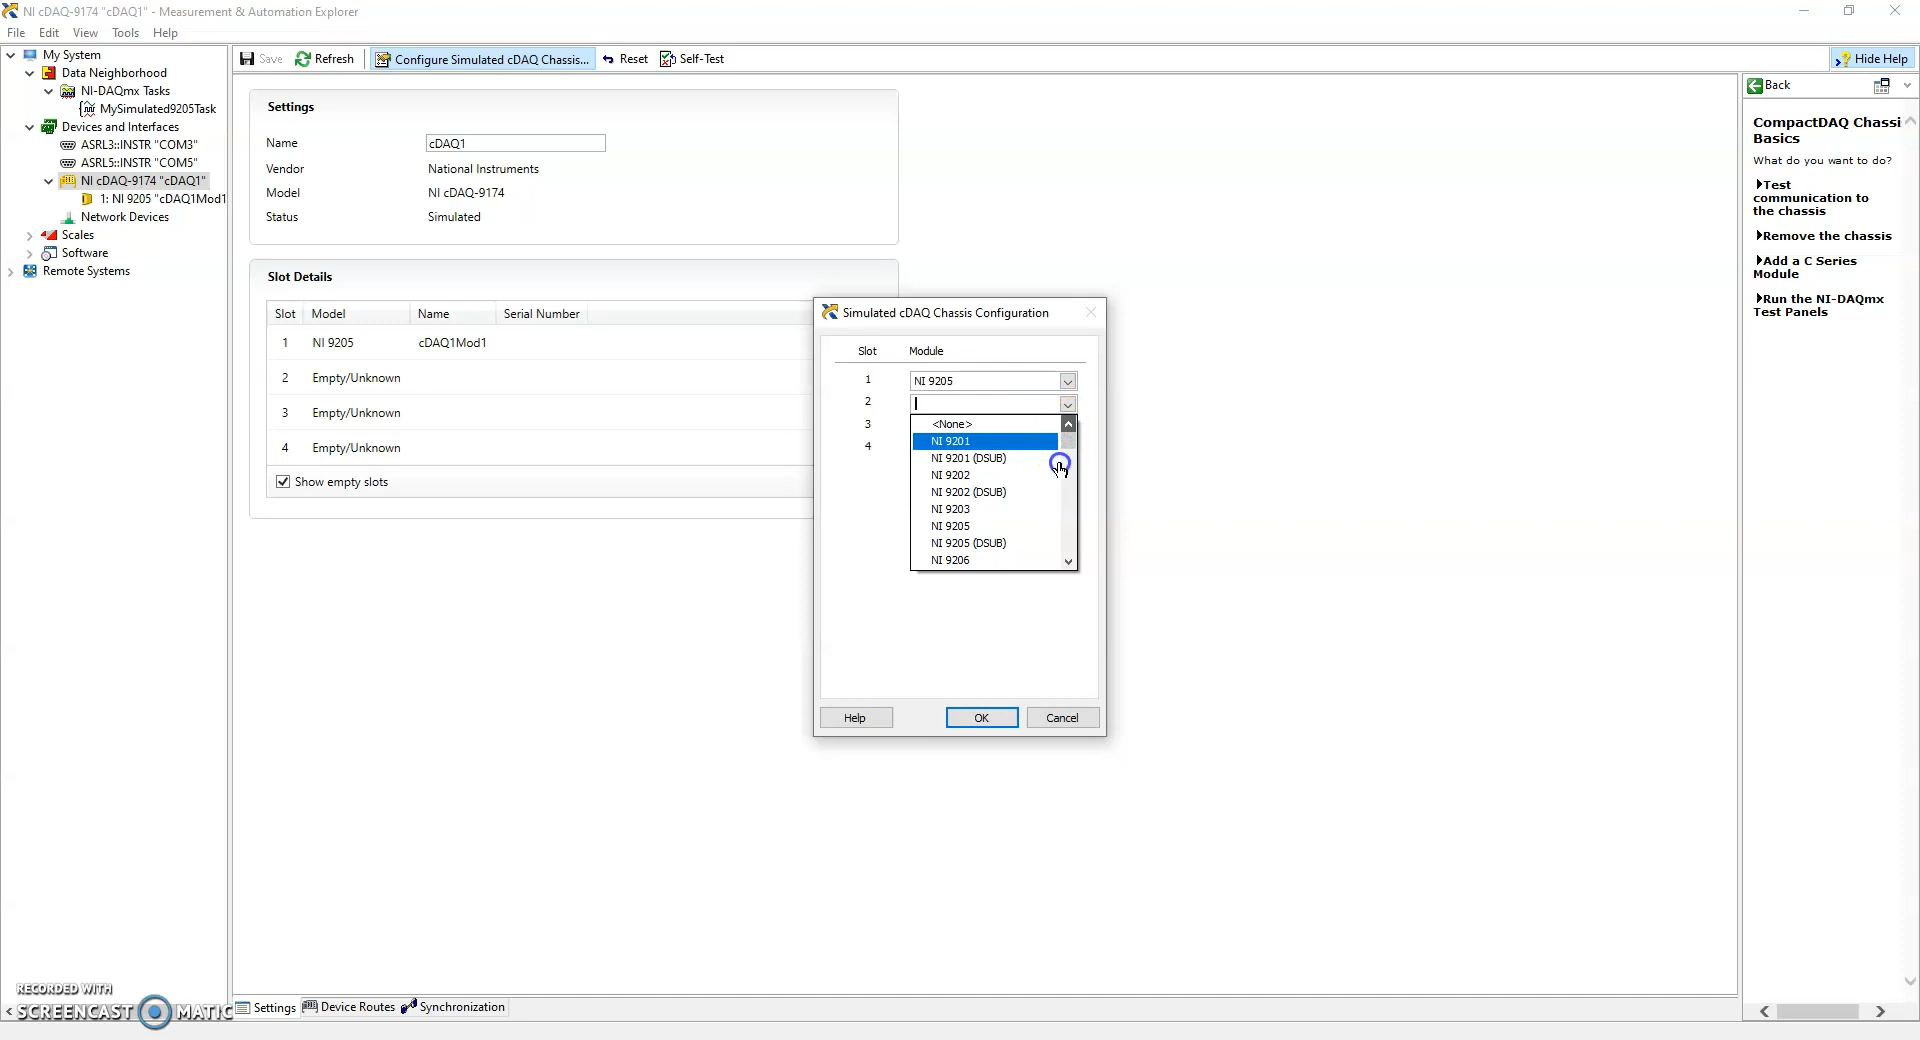 NI cDAQ-9174 "cDAQ1" - Measurement & Automation Explorer
File Edit View Tools Help
My System
Data Neighborhood
NI-DAQmx Tasks
MySimulated9205Task
Devices and Interfaces
ASRL3::INSTR "COM3"
ASRL5::INSTR "COM5"
NI cDAQ-9174 "cDAQ1"
1: NI 9205 "cDAQ1Mod1
Network Devices
Scales
Software
Remote Systems
Save Refresh Configure Simulated cDAQ Chassis... Reset Self-Test
Hide Help
Settings
Name cDAQ1
Vendor National Instruments
Model NI cDAQ-9174
Status Simulated
Slot Details
Slot Model Name Serial Number
1 NI 9205 cDAQ1Mod1
2 Empty/Unknown
3 Empty/Unknown
4 Empty/Unknown
Show empty slots
Simulated cDAQ Chassis Configuration
Slot Module
1 NI 9205
2
3
4
<None>
NI 9201
NI 9201 (DSUB)
NI 9202
NI 9202 (DSUB)
NI 9203
NI 9205
NI 9205 (DSUB)
NI 9206
Help OK Cancel
Back
CompactDAQ Chassi
Basics
What do you want to do?
Test
communication to
the chassis
Remove the chassis
Add a C Series
Module
Run the NI-DAQmx
Test Panels
Settings Device Routes Synchronization
RECORDED WITH
SCREENCAST MATIC